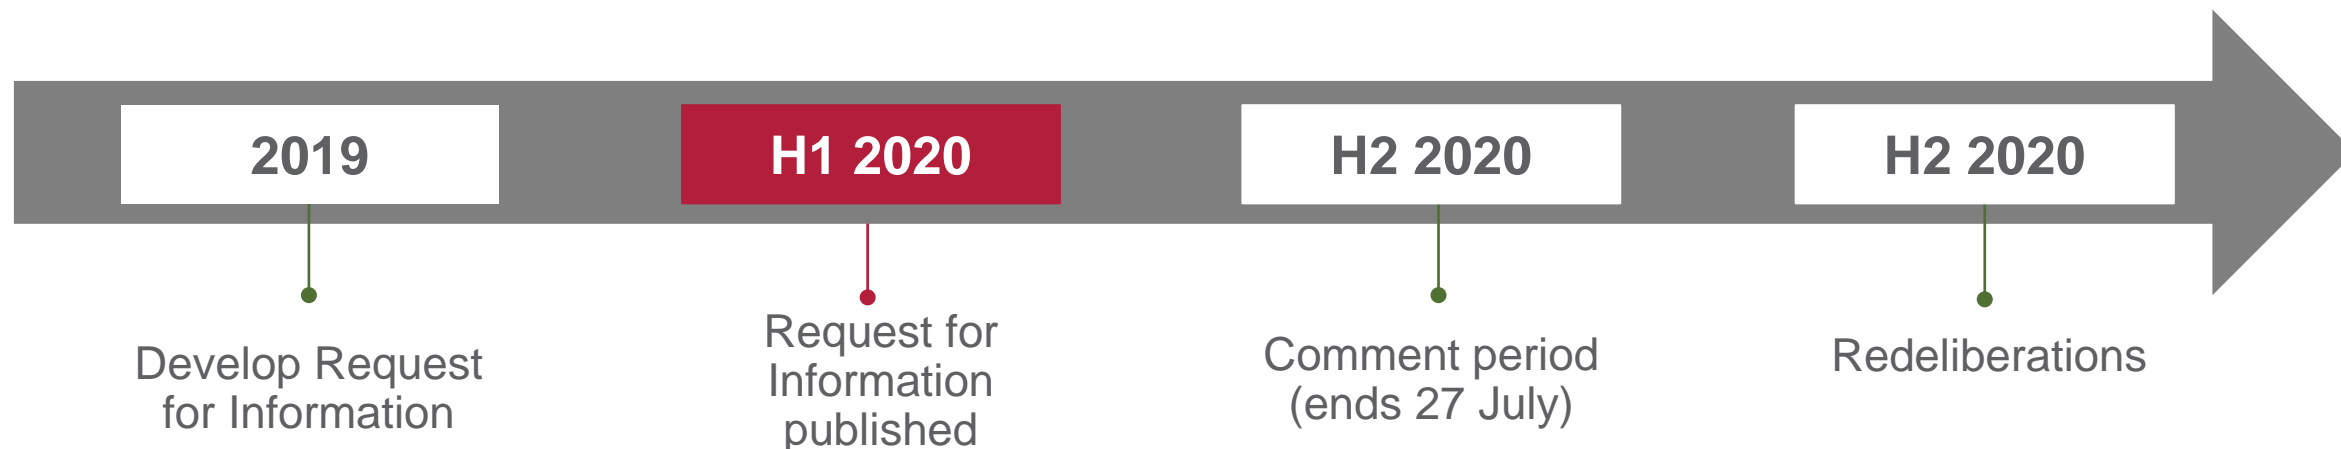 2019
H1 2020
H2 2020
H2 2020
Develop Request
for Information
Request for
Information
published
Comment period
(ends 27 July)
Redeliberations